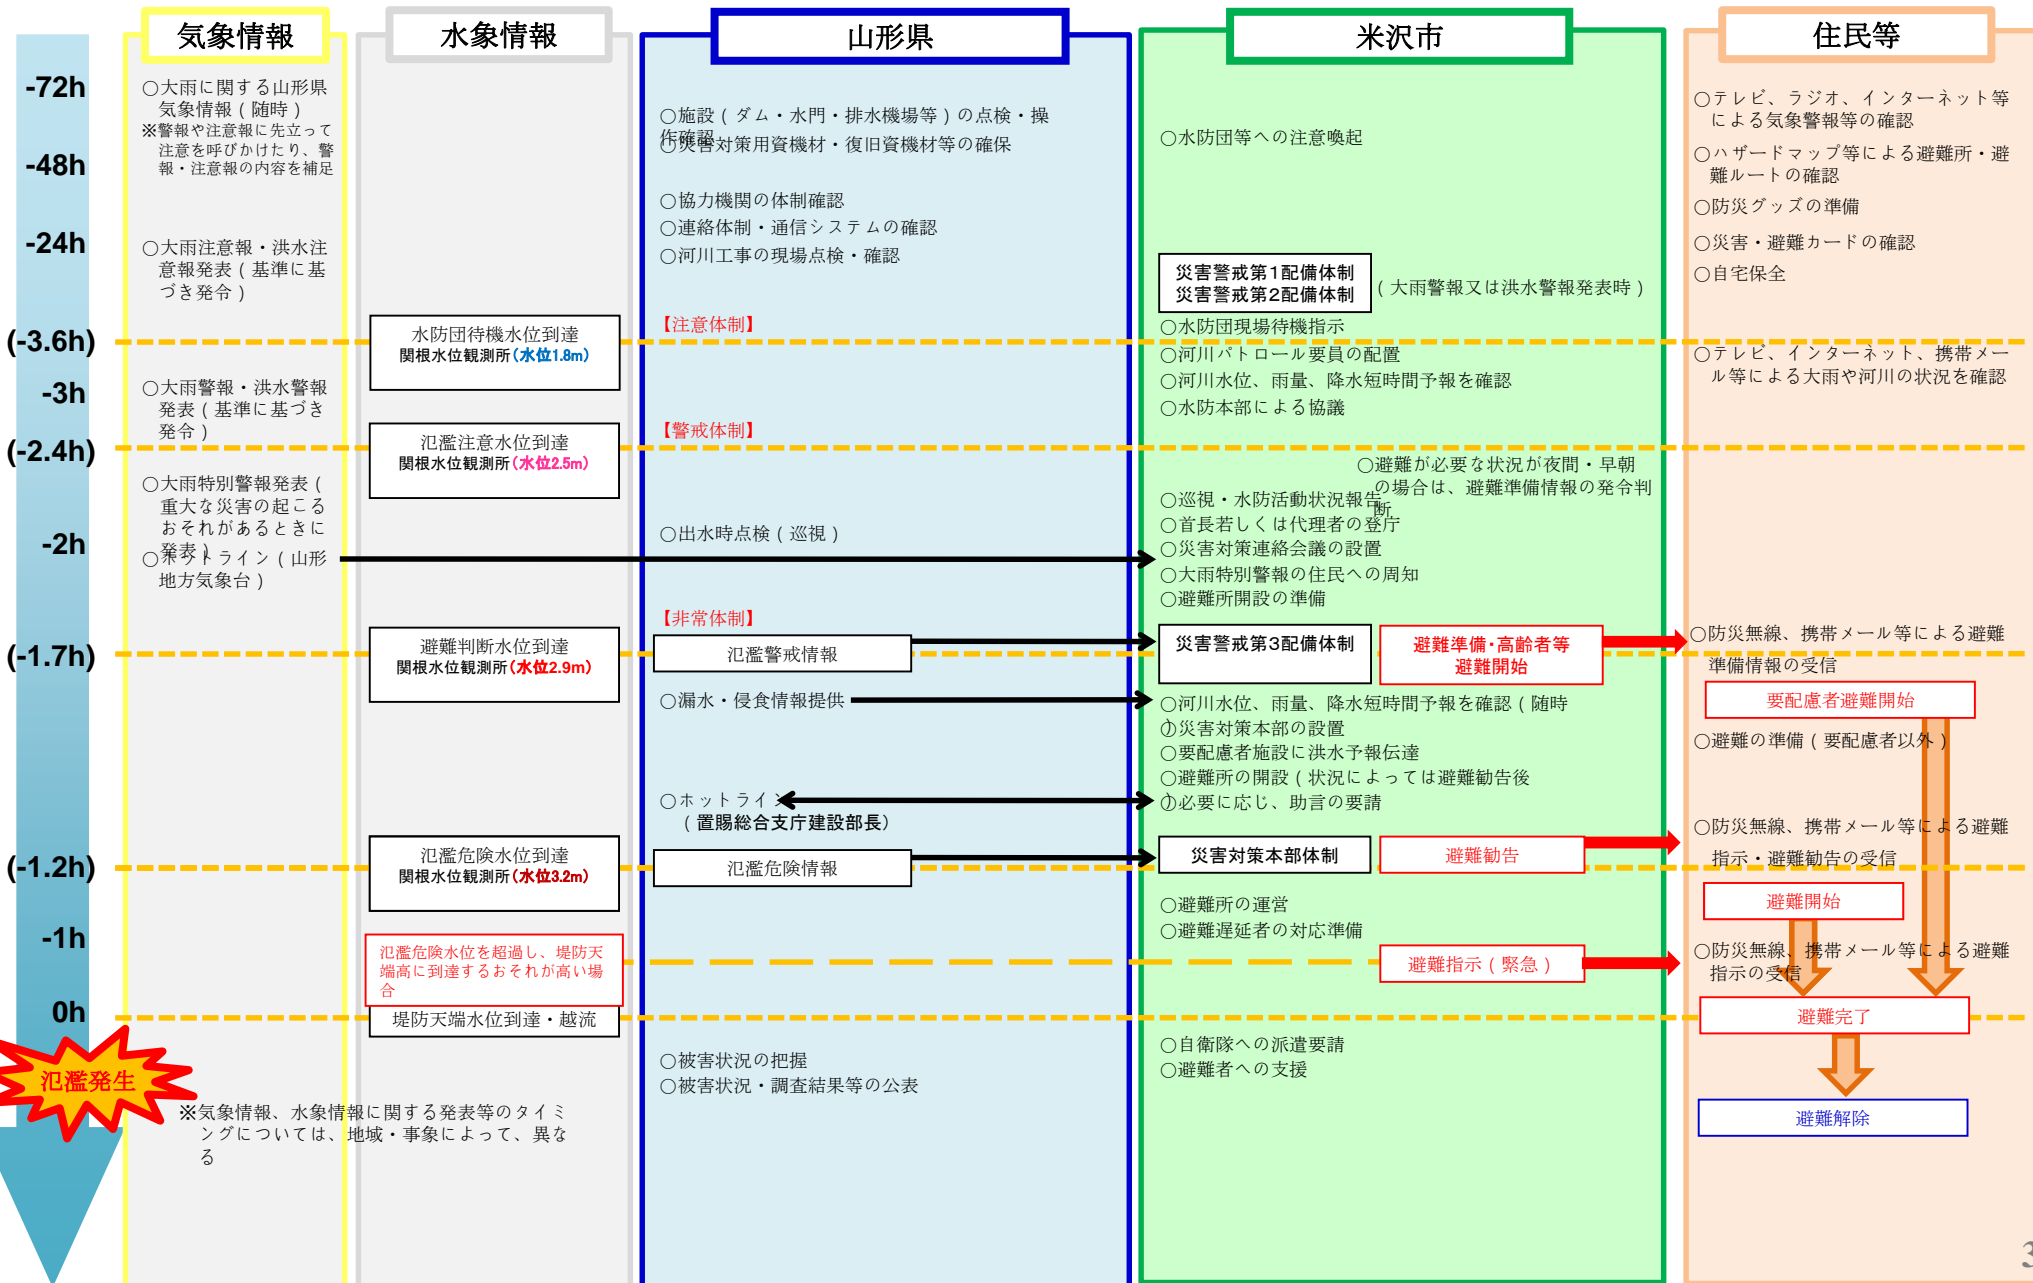 気象情報
水象情報
山形県
米沢市
住民等
-72h
-48h
-24h
(-3.6h)
-3h
(-2.4h)
-2h
(-1.7h)
(-1.2h)
-1h
0h
氾濫発生
○大雨に関する山形県
気象情報(随時)
※警報や注意報に先立って
注意を呼びかけたり、警
報・注意報の内容を補足
○大雨注意報・洪水注
意報発表(基準に基
づき発令)
○大雨警報・洪水警報
発表(基準に基づき
発令)
○大雨特別警報発表(
重大な災害の起こる
おそれがあるときに
発表)
○ホットライン(山形
地方気象台)
※気象情報、水象情報に関する発表等のタイミ
ングについては、地域・事象によって、異な
る
水防団待機水位到達
関根水位観測所(水位1.8m)
氾濫注意水位到達
関根水位観測所(水位2.5m)
避難判断水位到達
関根水位観測所(水位2.9m)
氾濫危険水位到達
関根水位観測所(水位3.2m)
氾濫危険水位を超過し、堤防天
端高に到達するおそれが高い場
合
堤防天端水位到達・越流
○施設(ダム・水門・排水機場等)の点検・操
作確認
○災害対策用資機材・復旧資機材等の確保
○協力機関の体制確認
○連絡体制・通信システムの確認
○河川工事の現場点検・確認
【注意体制】
【警戒体制】
○出水時点検(巡視)
【非常体制】
氾濫警戒情報
○漏水・侵食情報提供
○ホットライン
(置賜総合支庁建設部長)
氾濫危険情報
○被害状況の把握
○被害状況・調査結果等の公表
○水防団等への注意喚起
災害警戒第1配備体制
災害警戒第2配備体制
(大雨警報又は洪水警報発表時)
○水防団現場待機指示
○河川パトロール要員の配置
○河川水位、雨量、降水短時間予報を確認
○水防本部による協議
○避難が必要な状況が夜間・早朝
の場合は、避難準備情報の発令判
断
○巡視・水防活動状況報告
○首長若しくは代理者の登庁
○災害対策連絡会議の設置
○大雨特別警報の住民への周知
○避難所開設の準備
災害警戒第3配備体制
避難準備・高齢者等
避難開始
○河川水位、雨量、降水短時間予報を確認(随時
)
○災害対策本部の設置
○要配慮者施設に洪水予報伝達
○避難所の開設(状況によっては避難勧告後
)
○必要に応じ、助言の要請
災害対策本部体制
避難勧告
○避難所の運営
○避難遅延者の対応準備
避難指示(緊急)
○自衛隊への派遣要請
○避難者への支援
○テレビ、ラジオ、インターネット等
による気象警報等の確認
○ハザードマップ等による避難所・避
難ルートの確認
○防災グッズの準備
○災害・避難カードの確認
○自宅保全
○テレビ、インターネット、携帯メー
ル等による大雨や河川の状況を確認
○防災無線、携帯メール等による避難
準備情報の受信
要配慮者避難開始
○避難の準備(要配慮者以外)
○防災無線、携帯メール等による避難
指示・避難勧告の受信
避難開始
○防災無線、携帯メール等による避難
指示の受信
避難完了
避難解除
3